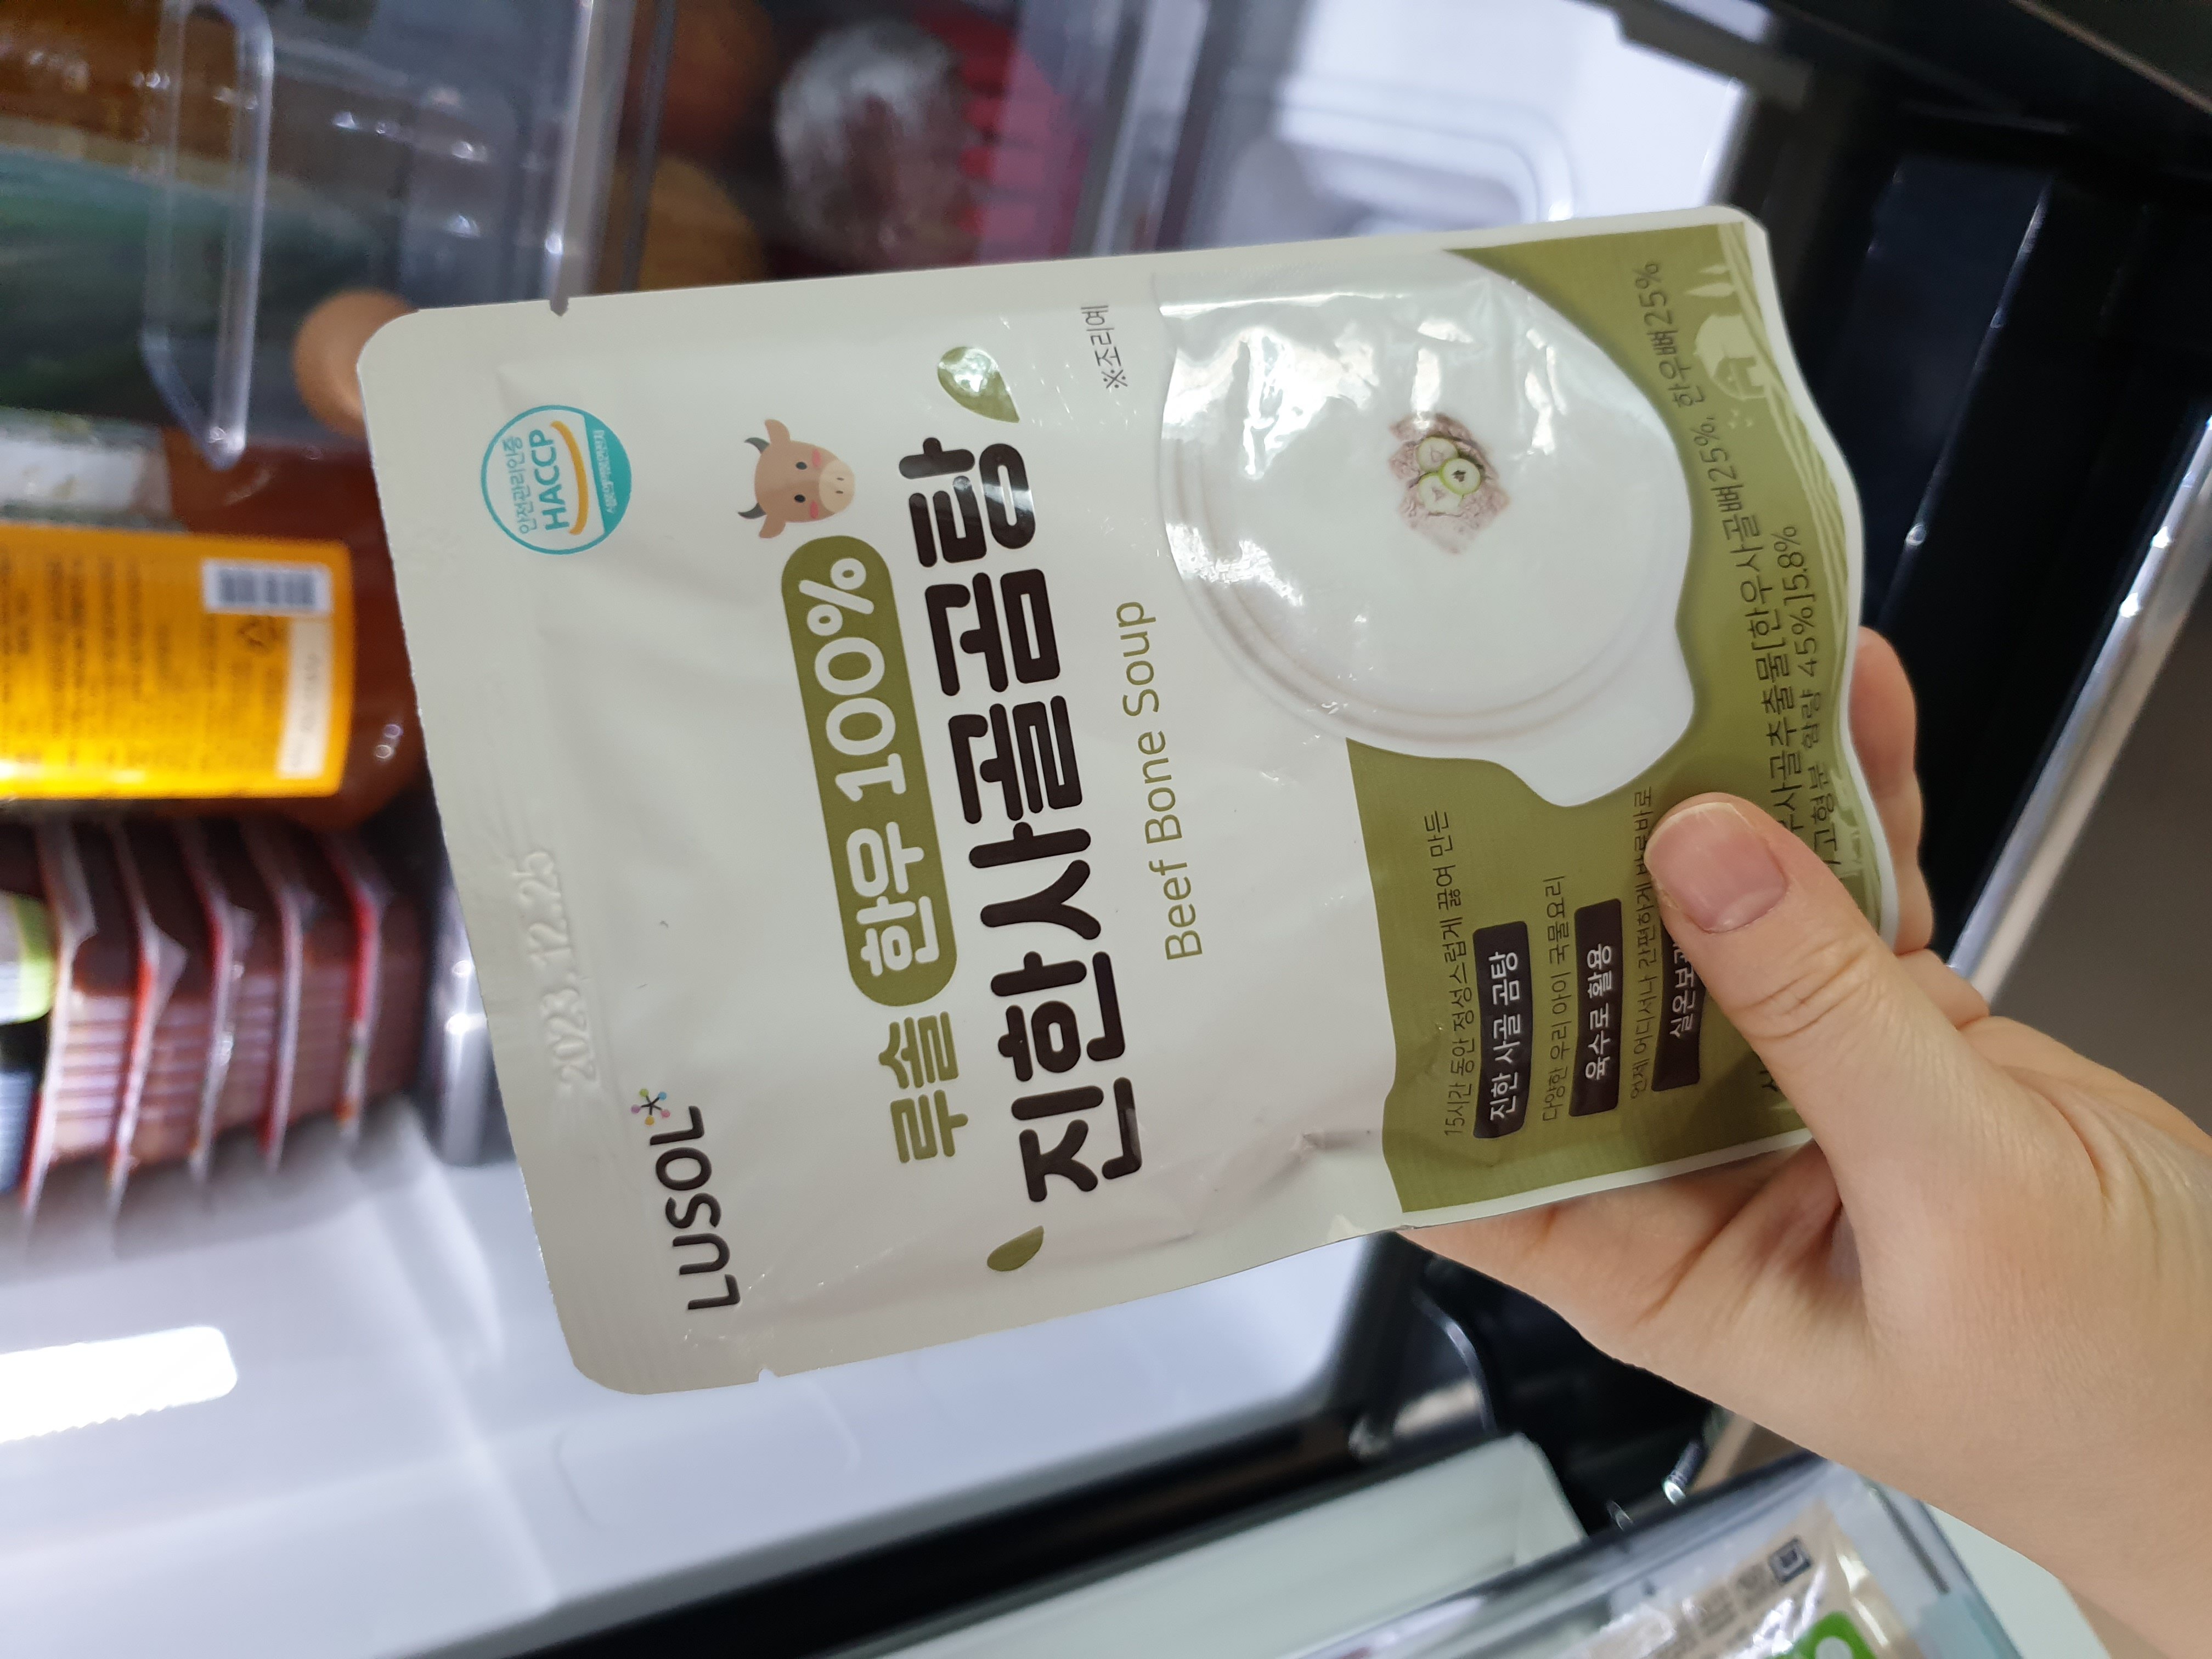 2023.12.25
LUSOL
안전관리인증
HACCP
루솔 한우 100%
진한사골곰탕
Beef Bone Soup
※조리예
15시간 동안 정성스럽게 끓여 만든
진한 사골 곰탕
다양한 우리 아이 국물요리
육수로 활용
언제 어디서나 간편하게 바로바로
실온보관
사골추출물[한우사골뼈25%, 한우뼈25%
/고형분 함량 45%]5.8%